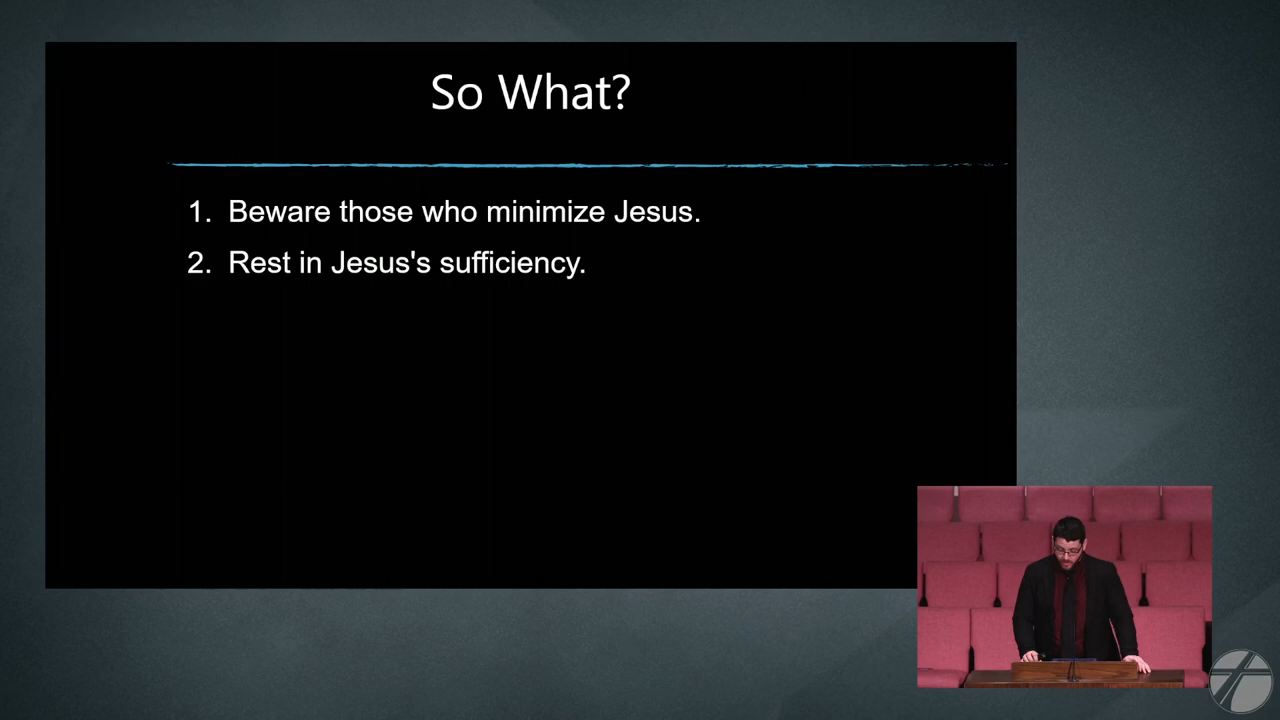 So What?
1. Beware those who minimize Jesus.
2. Rest in Jesus's sufficiency.